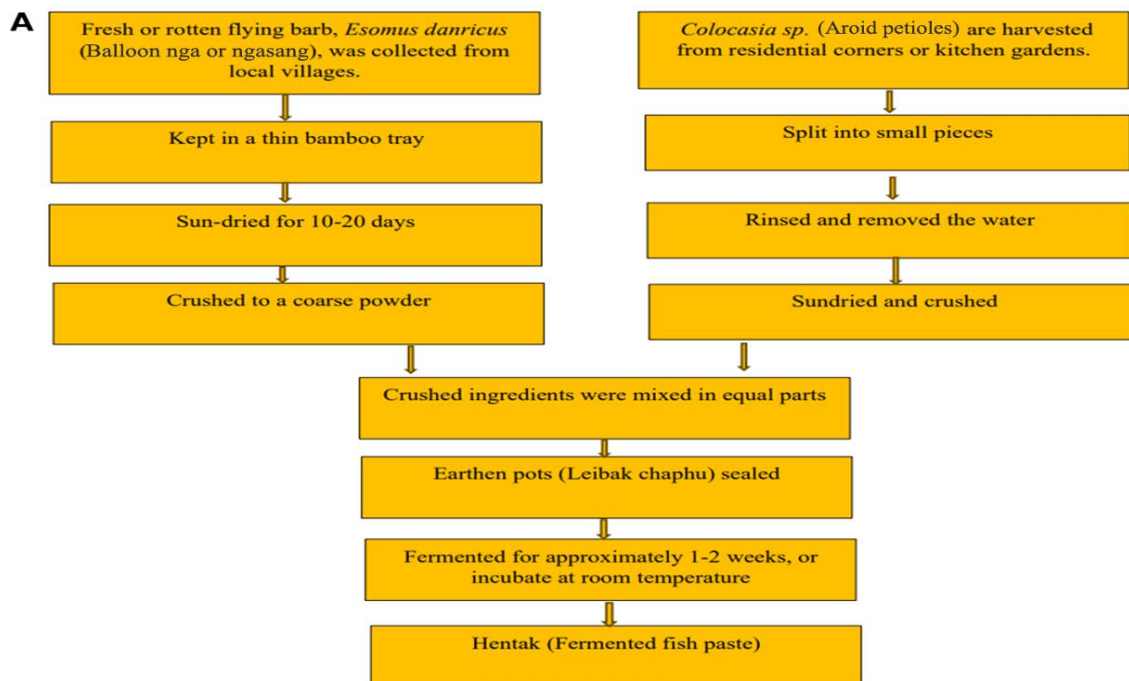 A
Fresh or rotten flying barb, Esomus danricus
(Balloon nga or ngasang), was collected from
local villages.
Kept in a thin bamboo tray
Sun-dried for 10-20 days
Crushed to a coarse powder
Colocasia sp. (Aroid petioles) are harvested
from residential corners or kitchen gardens.
Split into small pieces
Rinsed and removed the water
Sundried and crushed
Crushed ingredients were mixed in equal parts
Earthen pots (Leibak chaphu) sealed
Fermented for approximately 1-2 weeks, or
incubate at room temperature
Hentak (Fermented fish paste)